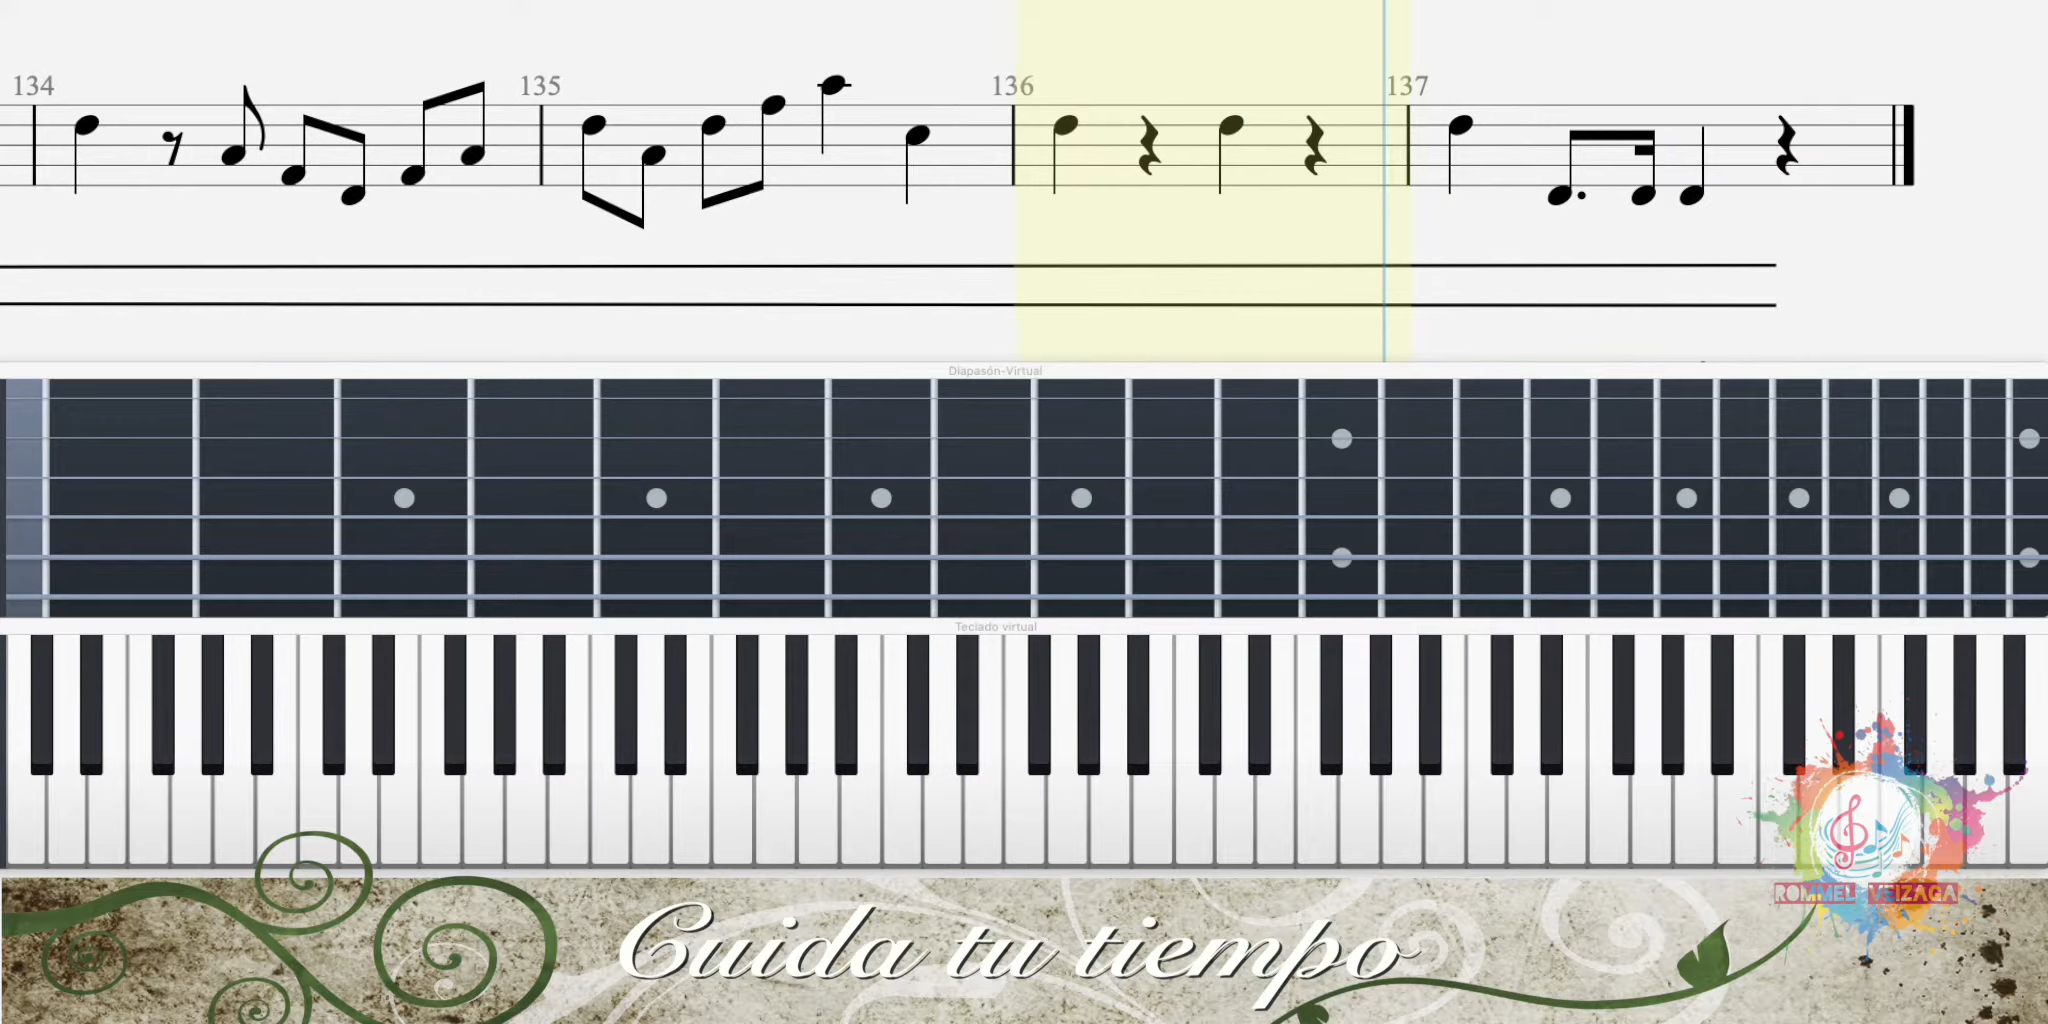 134 135 136 137
Diapasón-Virtual
Teclado virtual
ROMMEL VEIZAGA
Cuida tu tiempo